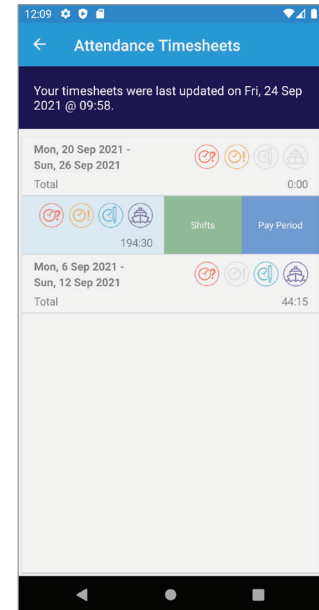 12:09
Attendance Timesheets
Your timesheets were last updated on Fri, 24 Sep
2021 @ 09:58.
Mon, 20 Sep 2021 -
Sun, 26 Sep 2021
Total 0:00
194:30 Shifts Pay Period
Mon, 6 Sep 2021 -
Sun, 12 Sep 2021
Total 44:15